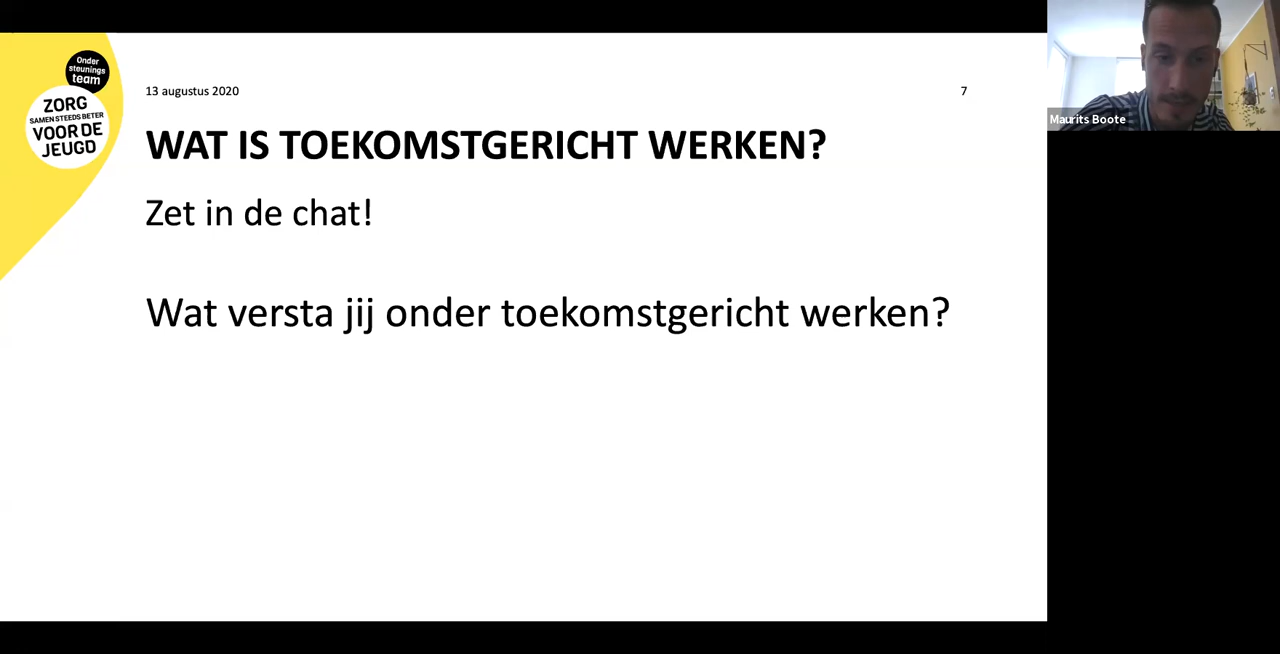 Onder
steunings
team
ZORG
SAMEN STEEDS BETER
VOOR DE
JEUGD
13 augustus 2020
7
WAT IS TOEKOMSTGERICHT WERKEN?
Zet in de chat!
Wat versta jij onder toekomstgericht werken?
Maurits Boote